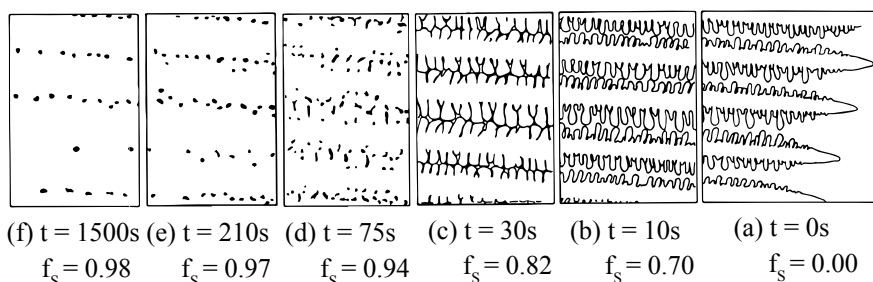 (f) t = 1500s (e) t = 210s (d) t = 75s (c) t = 30s (b) t = 10s (a) t = 0s
fs = 0.98 fs = 0.97 fs = 0.94 fs = 0.82 fs = 0.70 fs = 0.00